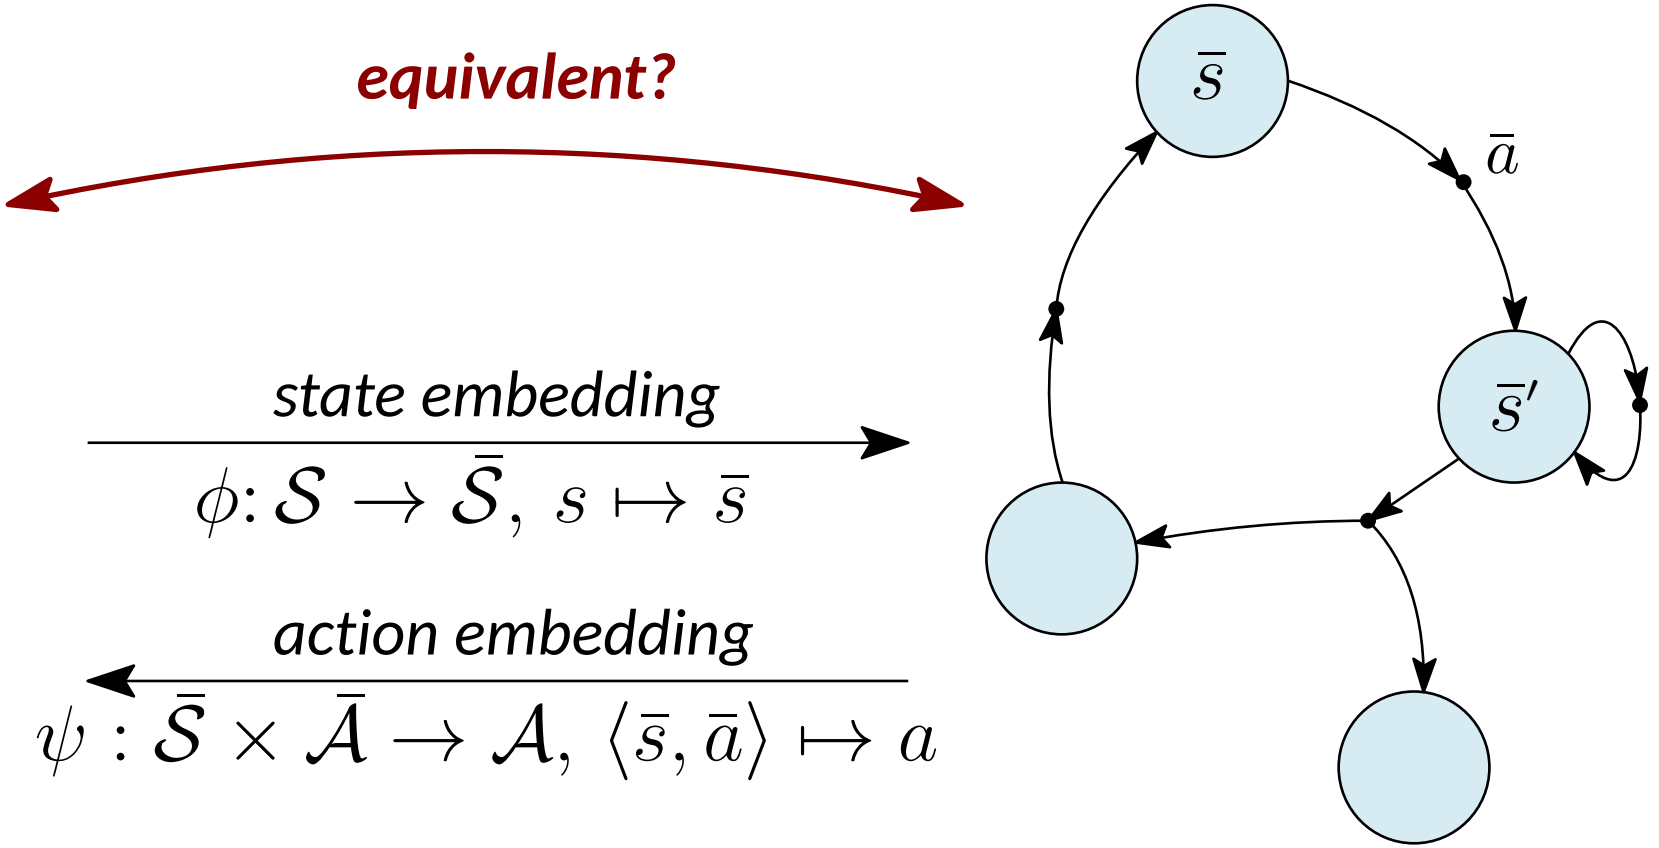 equivalent?
state embedding
ϕ: 𝒮 → 𝒮̄, s ↦ s̄
action embedding
ψ : 𝒮̄ × 𝒜̄ → 𝒜, ⟨s̄, ā⟩ ↦ a
s̄
ā
s̄′